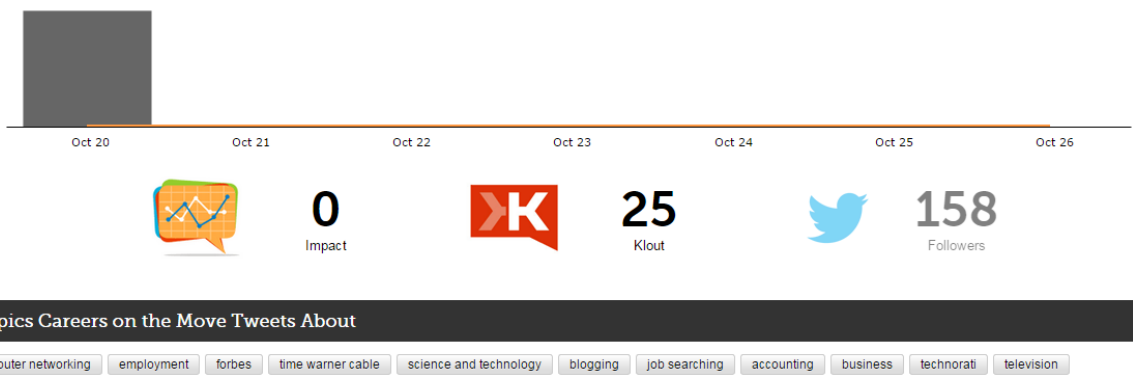 Oct 20 Oct 21 Oct 22 Oct 23 Oct 24 Oct 25 Oct 26
K 0 25 158
Impact Klout Followers
pics Careers on the Move Tweets About
outer networking employment forbes time warner cable science and technology blogging job searching accounting business technorati television